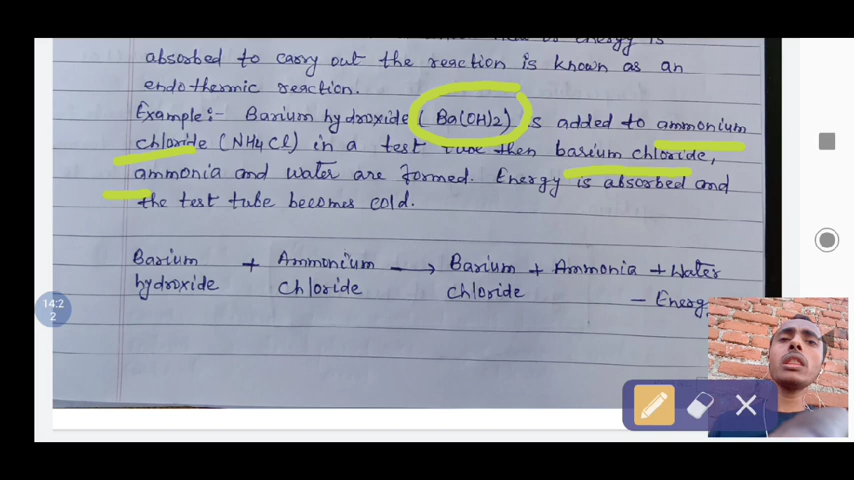 absorbed to carry out the reaction is known as an
endothermic reaction.
Example:- Barium hydroxide ( Ba(OH)2) is added to ammonium
chloride (NH4Cl) in a test tube then barium chloride,
ammonia and water are formed. Energy is absorbed and
the test tube becomes cold.
Barium + Ammonium → Barium + Ammonia + Water
hydroxide chloride chloride - Energy
14:2
2